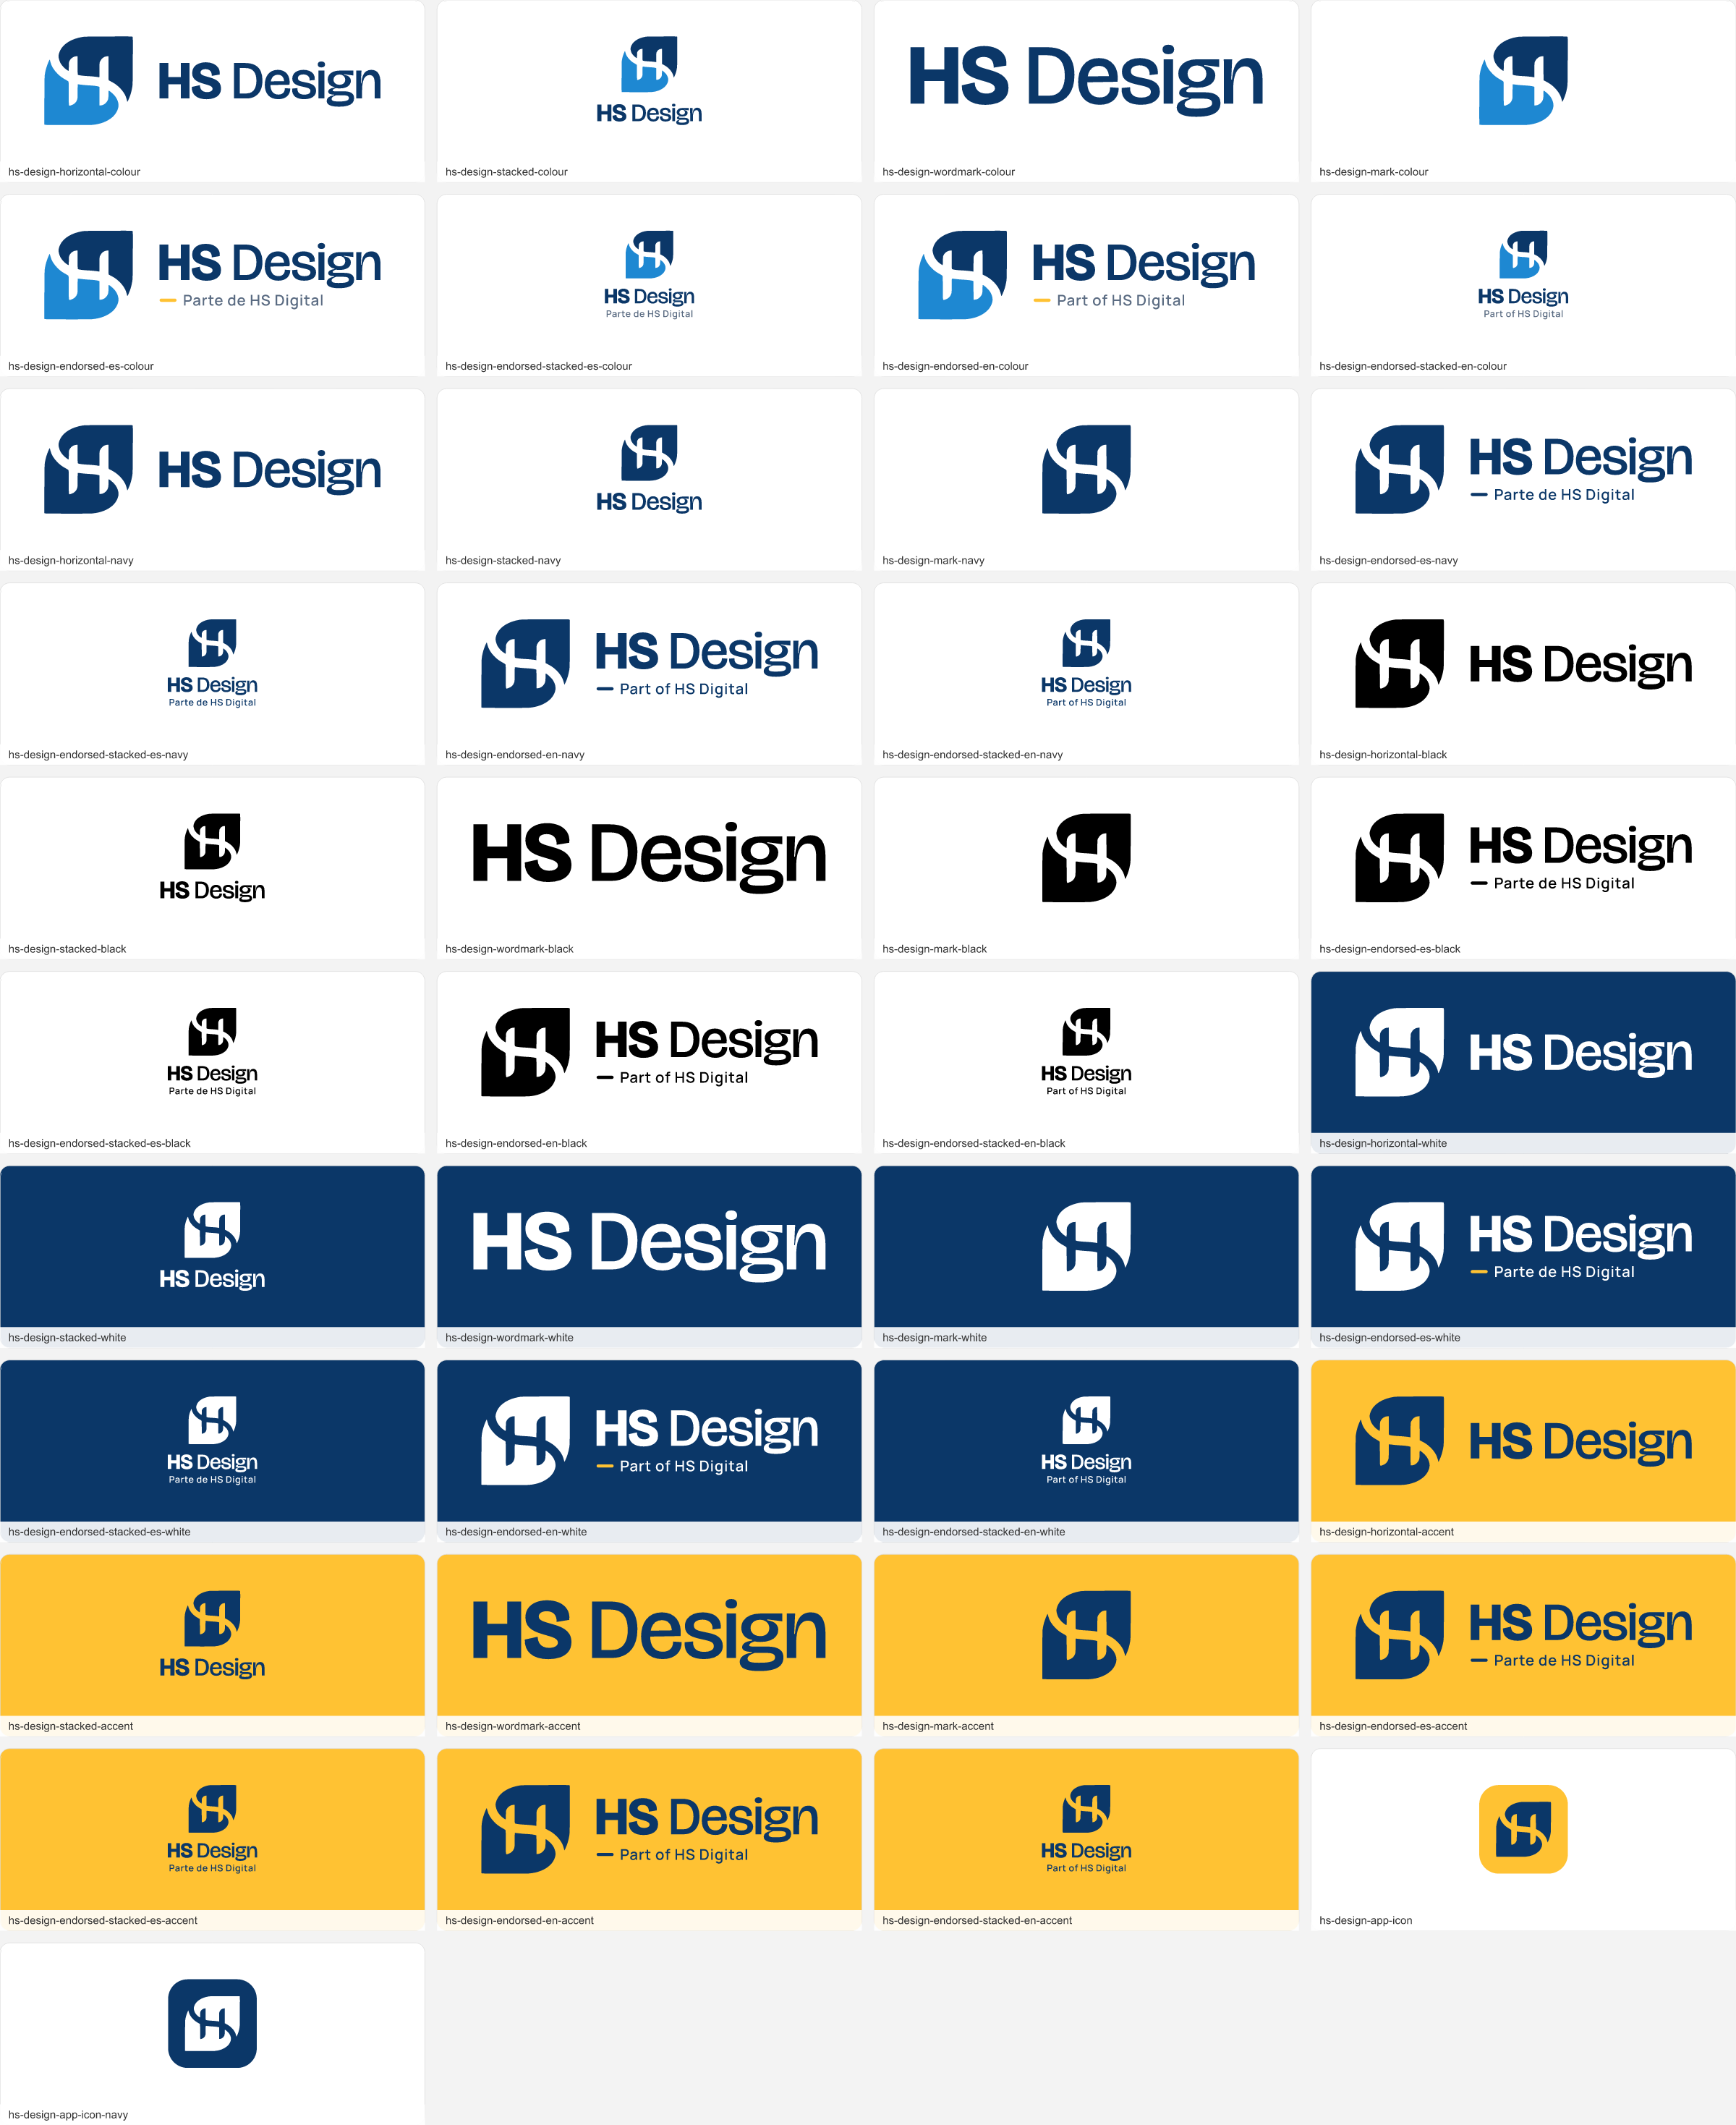 HS Design
hs-design-horizontal-colour
HS Design
hs-design-stacked-colour
HS Design
hs-design-wordmark-colour
hs-design-mark-colour
HS Design
Parte de HS Digital
hs-design-endorsed-es-colour
HS Design
Parte de HS Digital
hs-design-endorsed-stacked-es-colour
HS Design
Part of HS Digital
hs-design-endorsed-en-colour
HS Design
Part of HS Digital
hs-design-endorsed-stacked-en-colour
HS Design
hs-design-horizontal-navy
HS Design
hs-design-stacked-navy
hs-design-mark-navy
HS Design
Parte de HS Digital
hs-design-endorsed-es-navy
HS Design
Parte de HS Digital
hs-design-endorsed-stacked-es-navy
HS Design
Part of HS Digital
hs-design-endorsed-en-navy
HS Design
Part of HS Digital
hs-design-endorsed-stacked-en-navy
HS Design
hs-design-horizontal-black
HS Design
hs-design-stacked-black
HS Design
hs-design-wordmark-black
hs-design-mark-black
HS Design
Parte de HS Digital
hs-design-endorsed-es-black
HS Design
Parte de HS Digital
hs-design-endorsed-stacked-es-black
HS Design
Part of HS Digital
hs-design-endorsed-en-black
HS Design
Part of HS Digital
hs-design-endorsed-stacked-en-black
HS Design
hs-design-horizontal-white
HS Design
hs-design-stacked-white
HS Design
hs-design-wordmark-white
hs-design-mark-white
HS Design
Parte de HS Digital
hs-design-endorsed-es-white
HS Design
Parte de HS Digital
hs-design-endorsed-stacked-es-white
HS Design
Part of HS Digital
hs-design-endorsed-en-white
HS Design
Part of HS Digital
hs-design-endorsed-stacked-en-white
HS Design
hs-design-horizontal-accent
HS Design
hs-design-stacked-accent
HS Design
hs-design-wordmark-accent
hs-design-mark-accent
HS Design
Parte de HS Digital
hs-design-endorsed-es-accent
HS Design
Parte de HS Digital
hs-design-endorsed-stacked-es-accent
HS Design
Part of HS Digital
hs-design-endorsed-en-accent
HS Design
Part of HS Digital
hs-design-endorsed-stacked-en-accent
hs-design-app-icon
hs-design-app-icon-navy